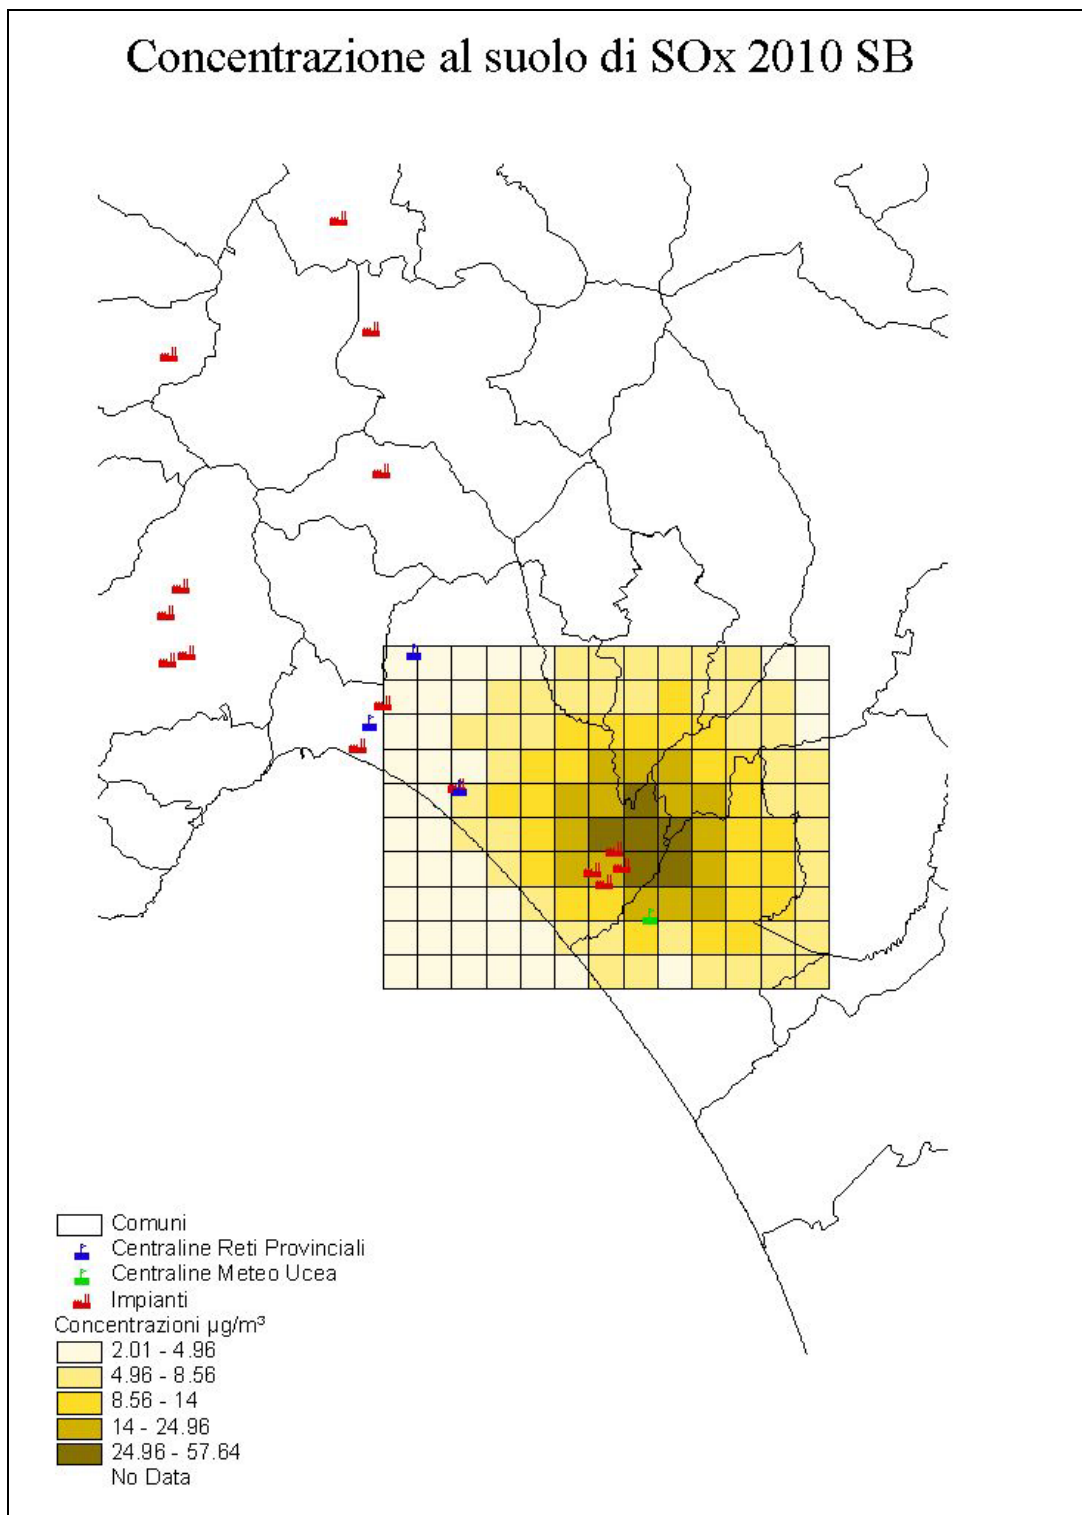 Concentrazione al suolo di SOx 2010 SB
Comuni
Centraline Reti Provinciali
Centraline Meteo Ucea
Impianti
Concentrazioni µg/m³
2.01 - 4.96
4.96 - 8.56
8.56 - 14
14 - 24.96
24.96 - 57.64
No Data